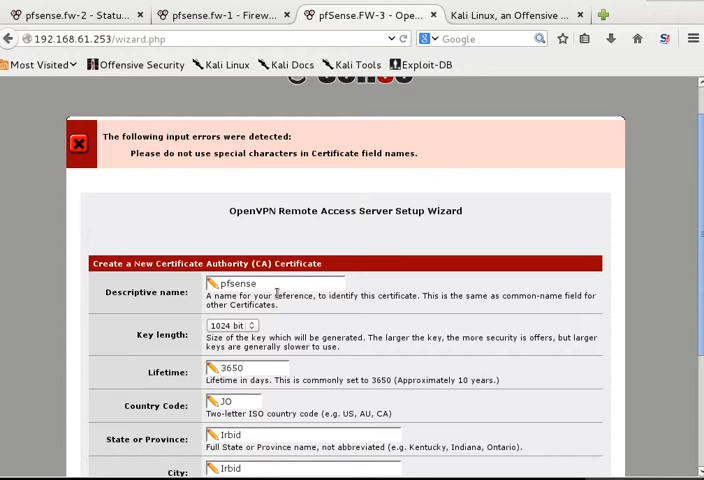 pfsense.fw-2 - Statu... × pfsense.fw-1 - Firew... × pfSense.FW-3 - Ope... × Kali Linux, an Offensive ... ×
192.168.61.253/wizard.php Google
Most Visited Offensive Security Kali Linux Kali Docs Kali Tools Exploit-DB
The following input errors were detected:
Please do not use special characters in Certificate field names.
OpenVPN Remote Access Server Setup Wizard
Create a New Certificate Authority (CA) Certificate
Descriptive name: pfsense
A name for your reference, to identify this certificate. This is the same as common-name field for
other Certificates.
Key length: 1024 bit
Size of the key which will be generated. The larger the key, the more security is offers, but larger
keys are generally slower to use.
Lifetime: 3650
Lifetime in days. This is commonly set to 3650 (Approximately 10 years.)
Country Code: JO
Two-letter ISO country code (e.g. US, AU, CA)
State or Province: Irbid
Full State or Province name, not abbreviated (e.g. Kentucky, Indiana, Ontario).
City: Irbid